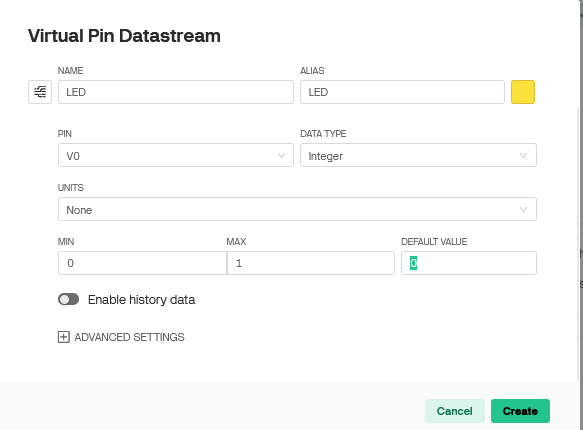 Virtual Pin Datastream
NAME ALIAS
LED LED
PIN DATA TYPE
V0 Integer
UNITS
None
MIN MAX DEFAULT VALUE
0 1 0
Enable history data
ADVANCED SETTINGS
Cancel Create